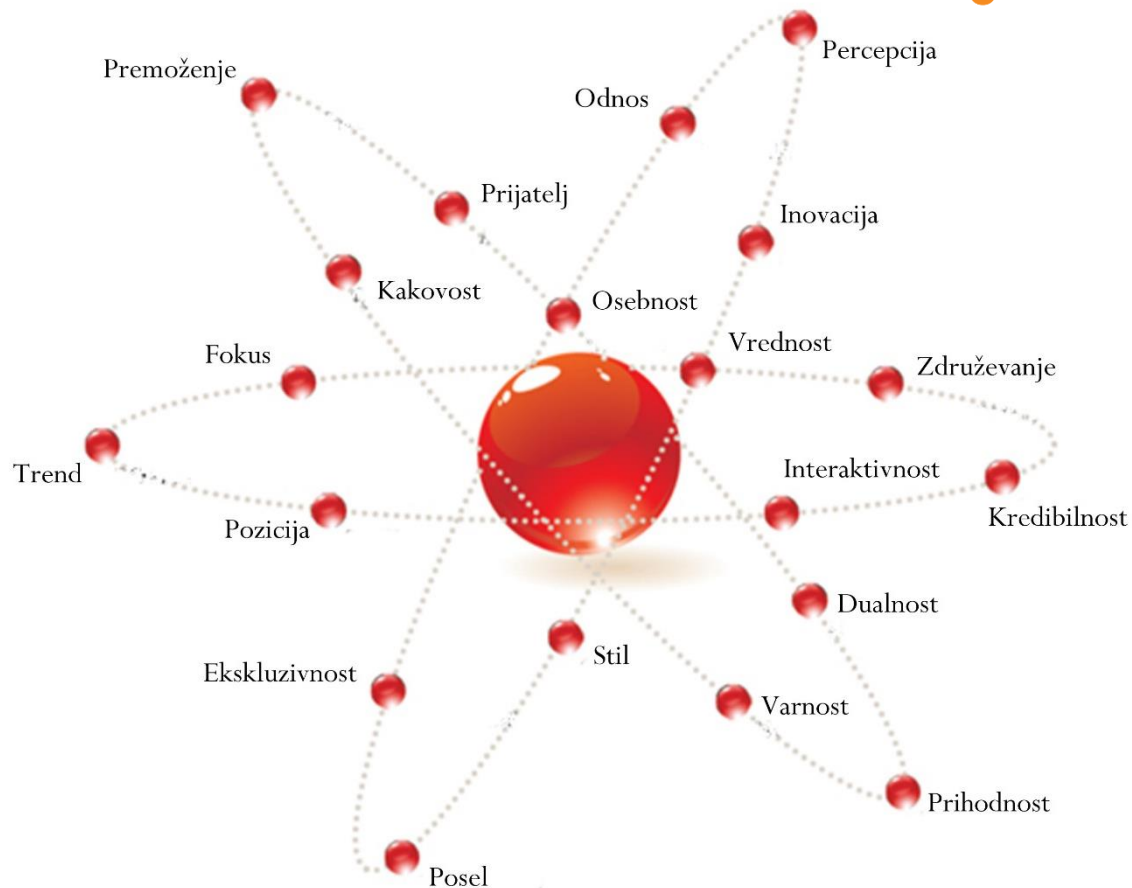 Percepcija
Premoženje
Odnos
Prijatelj
Inovacija
Kakovost
Osebnost
Vrednost
Fokus
Združevanje
Trend
Interaktivnost
Pozicija
Kredibilnost
Dualnost
Stil
Ekskluzivnost
Varnost
Prihodnost
Posel